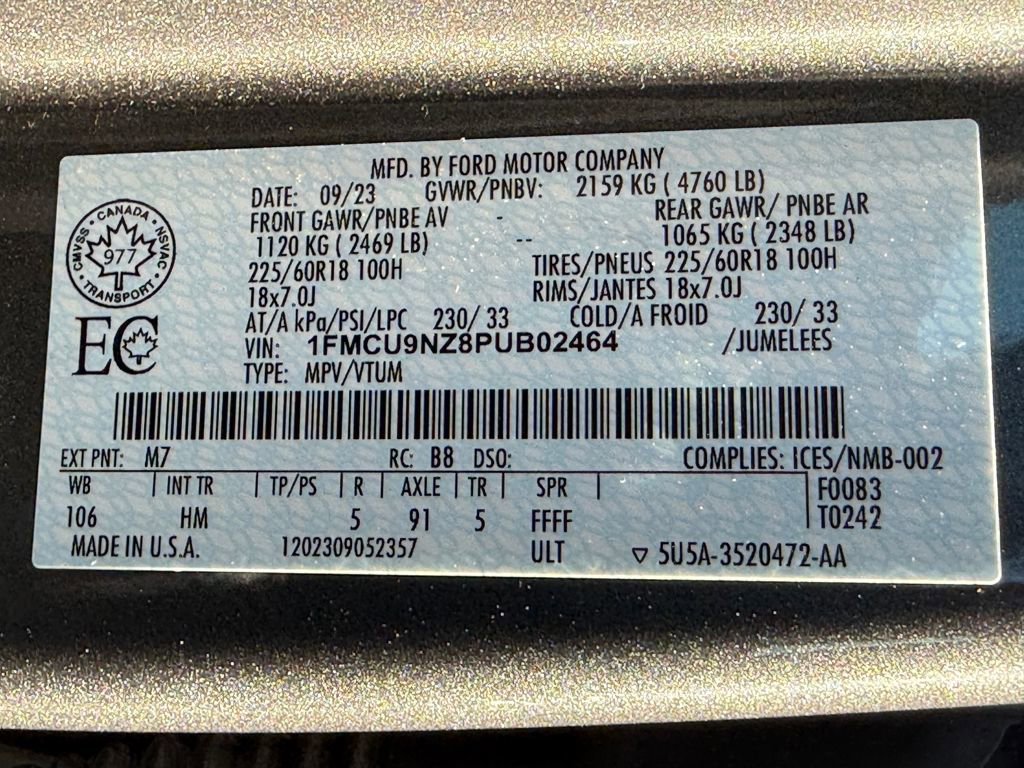 MFD. BY FORD MOTOR COMPANY
DATE: 09/23 GVWR/PNBV: 2159 KG ( 4760 LB)
FRONT GAWR/PNBE AV - REAR GAWR/ PNBE AR
1120 KG ( 2469 LB) -- 1065 KG ( 2348 LB)
225/60R18 100H TIRES/PNEUS 225/60R18 100H
18x7.0J RIMS/JANTES 18x7.0J
AT/A kPa/PSI/LPC 230/ 33 COLD/A FROID 230/ 33
VIN: 1FMCU9NZ8PUB02464 /JUMELEES
TYPE: MPV/VTUM
CANADA
CMVSS 977 NSVAC
TRANSPORT
EC
EXT PNT: M7 RC: B8 DSO: COMPLIES: ICES/NMB-002
WB | INT TR | TP/PS | R | AXLE | TR | SPR | F0083
106 HM 5 91 5 FFFF T0242
MADE IN U.S.A. 1202309052357 ULT ▽ 5U5A-3520472-AA